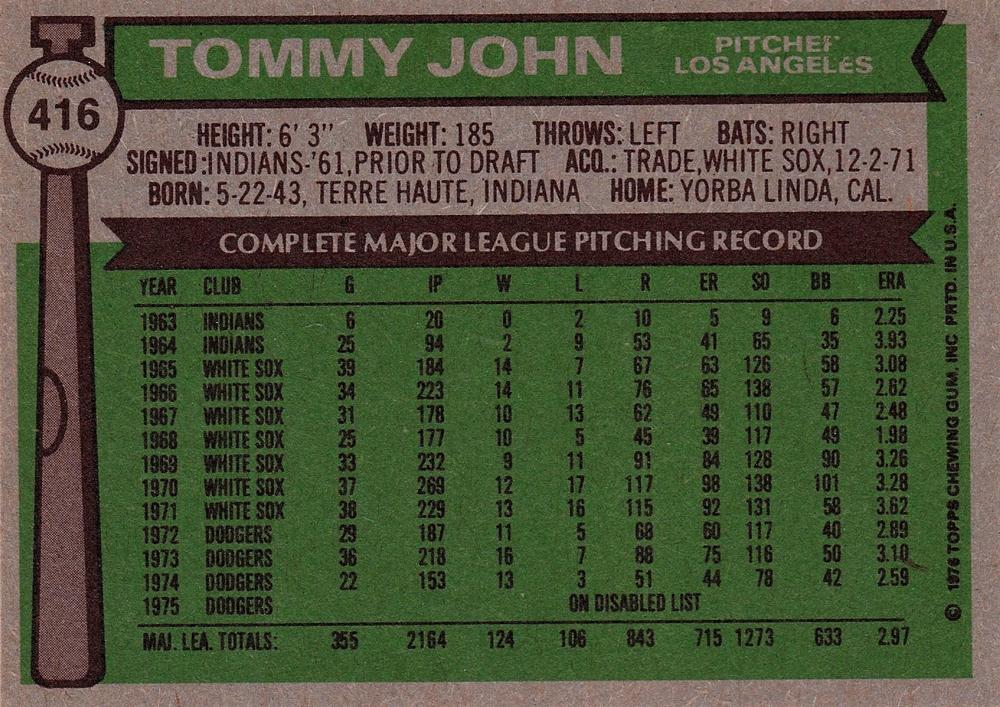 416
TOMMY JOHN
PITCHER
LOS ANGELES
HEIGHT: 6' 3" WEIGHT: 185 THROWS: LEFT BATS: RIGHT
SIGNED: INDIANS-'61, PRIOR TO DRAFT ACQ.: TRADE, WHITE SOX, 12-2-71
BORN: 5-22-43, TERRE HAUTE, INDIANA HOME: YORBA LINDA, CAL.
COMPLETE MAJOR LEAGUE PITCHING RECORD
YEAR CLUB G IP W L R ER SO BB ERA
1963 INDIANS 6 20 0 2 10 5 9 6 2.25
1964 INDIANS 25 94 2 9 53 41 65 35 3.93
1965 WHITE SOX 39 184 14 7 67 63 126 58 3.08
1966 WHITE SOX 34 223 14 11 76 65 138 57 2.62
1967 WHITE SOX 31 178 10 13 62 49 110 47 2.48
1968 WHITE SOX 25 177 10 5 45 39 117 49 1.98
1969 WHITE SOX 33 232 9 11 91 84 128 90 3.26
1970 WHITE SOX 37 269 12 17 117 98 138 101 3.28
1971 WHITE SOX 38 229 13 16 115 92 131 58 3.62
1972 DODGERS 29 187 11 5 68 60 117 40 2.89
1973 DODGERS 36 218 16 7 88 75 116 50 3.10
1974 DODGERS 22 153 13 3 51 44 78 42 2.59
1975 DODGERS ON DISABLED LIST
MAJ. LEA. TOTALS: 355 2164 124 106 843 715 1273 633 2.97
© 1976 TOPPS CHEWING GUM, INC PRTD. IN U.S.A.